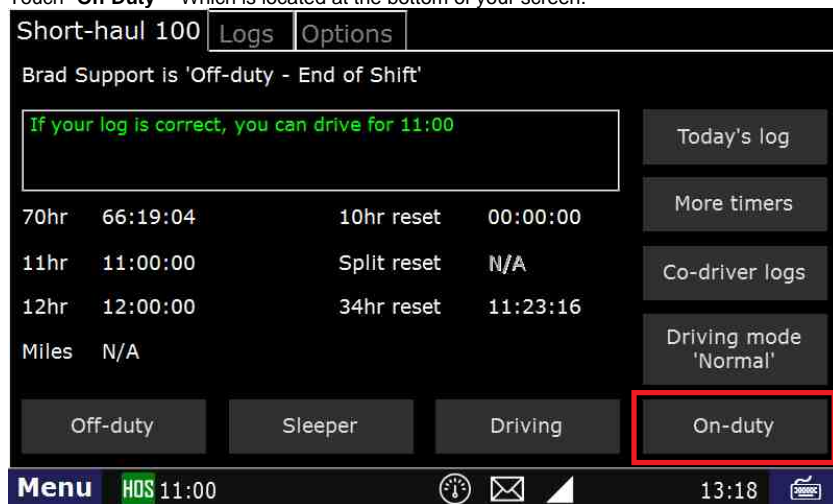 Touch "On-Duty" Which is located at the bottom of your screen.
Short-haul 100 Logs Options
Brad Support is 'Off-duty - End of Shift'
If your log is correct, you can drive for 11:00
Today's log
More timers
70hr 66:19:04 10hr reset 00:00:00
11hr 11:00:00 Split reset N/A
Co-driver logs
12hr 12:00:00 34hr reset 11:23:16
Miles N/A
Driving mode
'Normal'
Off-duty Sleeper Driving On-duty
Menu HOS 11:00 13:18